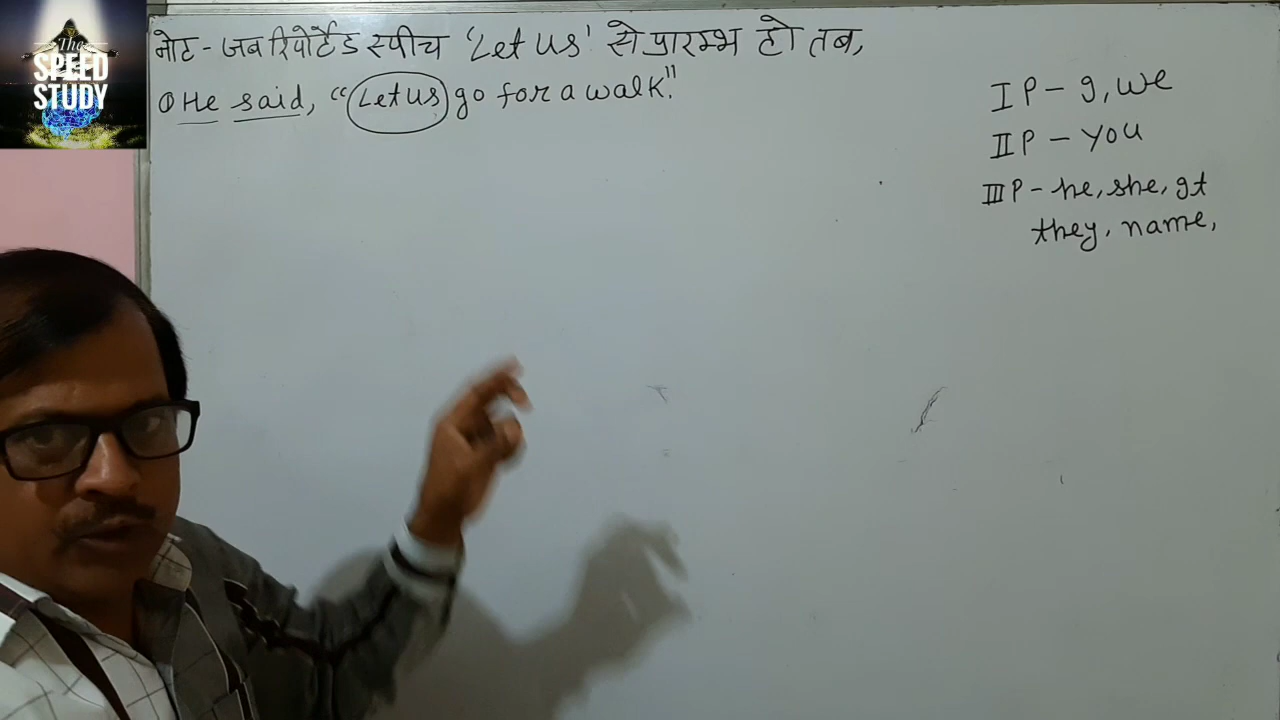 The
SPEED
STUDY
नोट - जब रिपोर्टेड स्पीच 'Let us' से प्रारम्भ हो तब,
① He said, "Let us go for a walk."
I P - I, we
II P - you
III P - he, she, It
they, name,